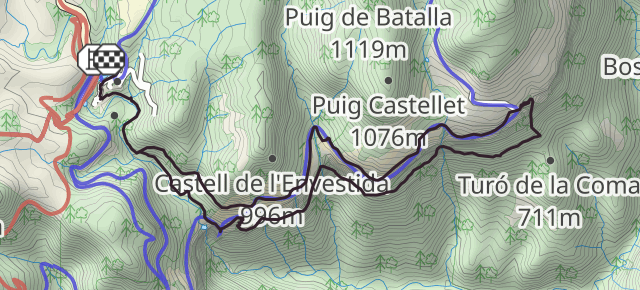 Puig de Batalla
1119m
Bos
Puig Castellet
1076m
Castell de l'Envestida
996m
Turó de la Coma
711m